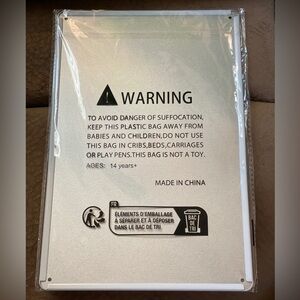 WARNING
TO AVOID DANGER OF SUFFOCATION,
KEEP THIS PLASTIC BAG AWAY FROM
BABIES AND CHILDREN,DO NOT USE
THIS BAG IN CRIBS,BEDS,CARRIAGES
OR PLAY PENS.THIS BAG IS NOT A TOY.
AGES: 14 years+
MADE IN CHINA
FR
ÉLÉMENTS D'EMBALLAGE
À SÉPARER ET À DÉPOSER
DANS LE BAC DE TRI
BAC
DE
TRI